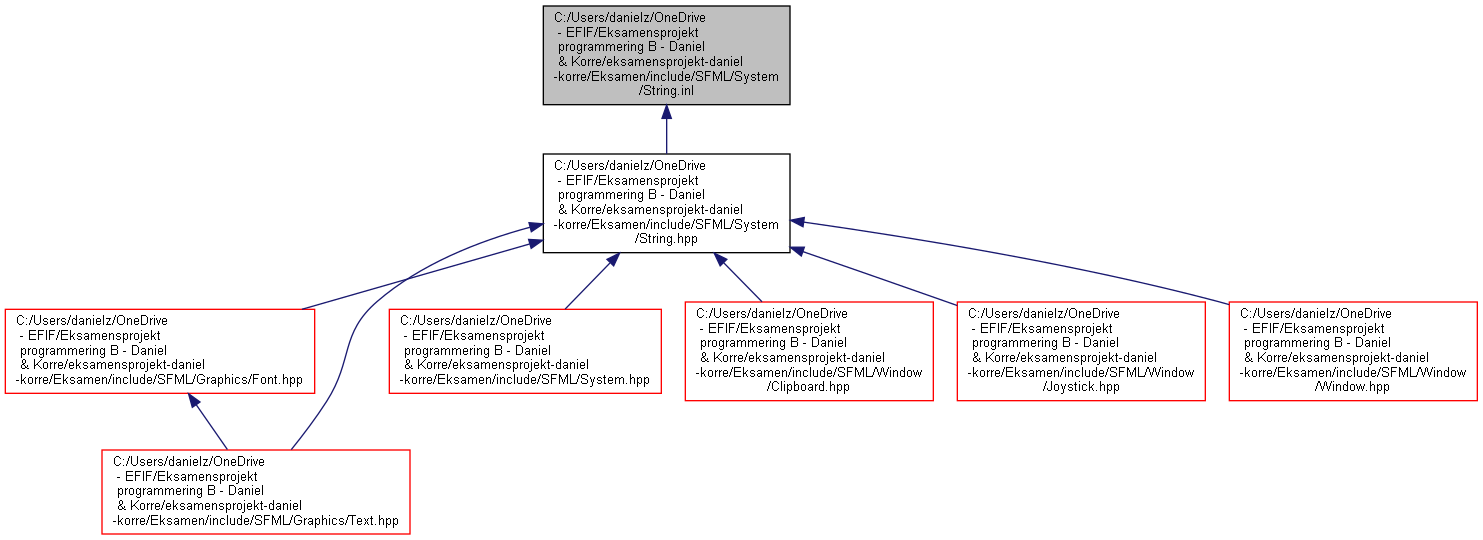 C:/Users/danielz/OneDrive
- EFIF/Eksamensprojekt
programmering B - Daniel
& Korre/eksamensprojekt-daniel
-korre/Eksamen/include/SFML/System
/String.inl
C:/Users/danielz/OneDrive
- EFIF/Eksamensprojekt
programmering B - Daniel
& Korre/eksamensprojekt-daniel
-korre/Eksamen/include/SFML/System
/String.hpp
C:/Users/danielz/OneDrive
- EFIF/Eksamensprojekt
programmering B - Daniel
& Korre/eksamensprojekt-daniel
-korre/Eksamen/include/SFML/Graphics/Font.hpp
C:/Users/danielz/OneDrive
- EFIF/Eksamensprojekt
programmering B - Daniel
& Korre/eksamensprojekt-daniel
-korre/Eksamen/include/SFML/System.hpp
C:/Users/danielz/OneDrive
- EFIF/Eksamensprojekt
programmering B - Daniel
& Korre/eksamensprojekt-daniel
-korre/Eksamen/include/SFML/Window
/Clipboard.hpp
C:/Users/danielz/OneDrive
- EFIF/Eksamensprojekt
programmering B - Daniel
& Korre/eksamensprojekt-daniel
-korre/Eksamen/include/SFML/Window
/Joystick.hpp
C:/Users/danielz/OneDrive
- EFIF/Eksamensprojekt
programmering B - Daniel
& Korre/eksamensprojekt-daniel
-korre/Eksamen/include/SFML/Window
/Window.hpp
C:/Users/danielz/OneDrive
- EFIF/Eksamensprojekt
programmering B - Daniel
& Korre/eksamensprojekt-daniel
-korre/Eksamen/include/SFML/Graphics/Text.hpp